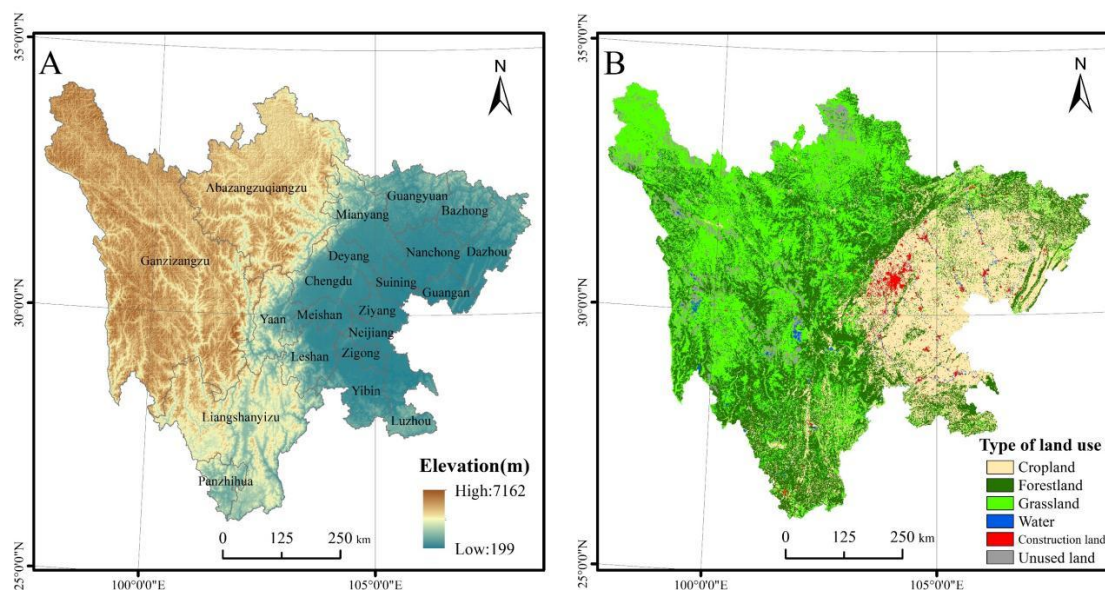 A
N
35°0'0"N
30°0'0"N
25°0'0"N
100°0'0"E
105°0'0"E
Abazangzuqiangzu
Guangyuan
Bazhong
Mianyang
Ganzizangzu
Deyang
Nanchong
Dazhou
Chengdu
Suining
Guangan
Yaan
Meishan
Ziyang
Neijiang
Leshan
Zigong
Yibin
Liangshanyizu
Luzhou
Panzhihua
Elevation(m)
High:7162
Low:199
0 125 250 km
B
N
35°0'0"N
30°0'0"N
25°0'0"N
100°0'0"E
105°0'0"E
Type of land use
Cropland
Forestland
Grassland
Water
Construction land
Unused land
0 125 250 km